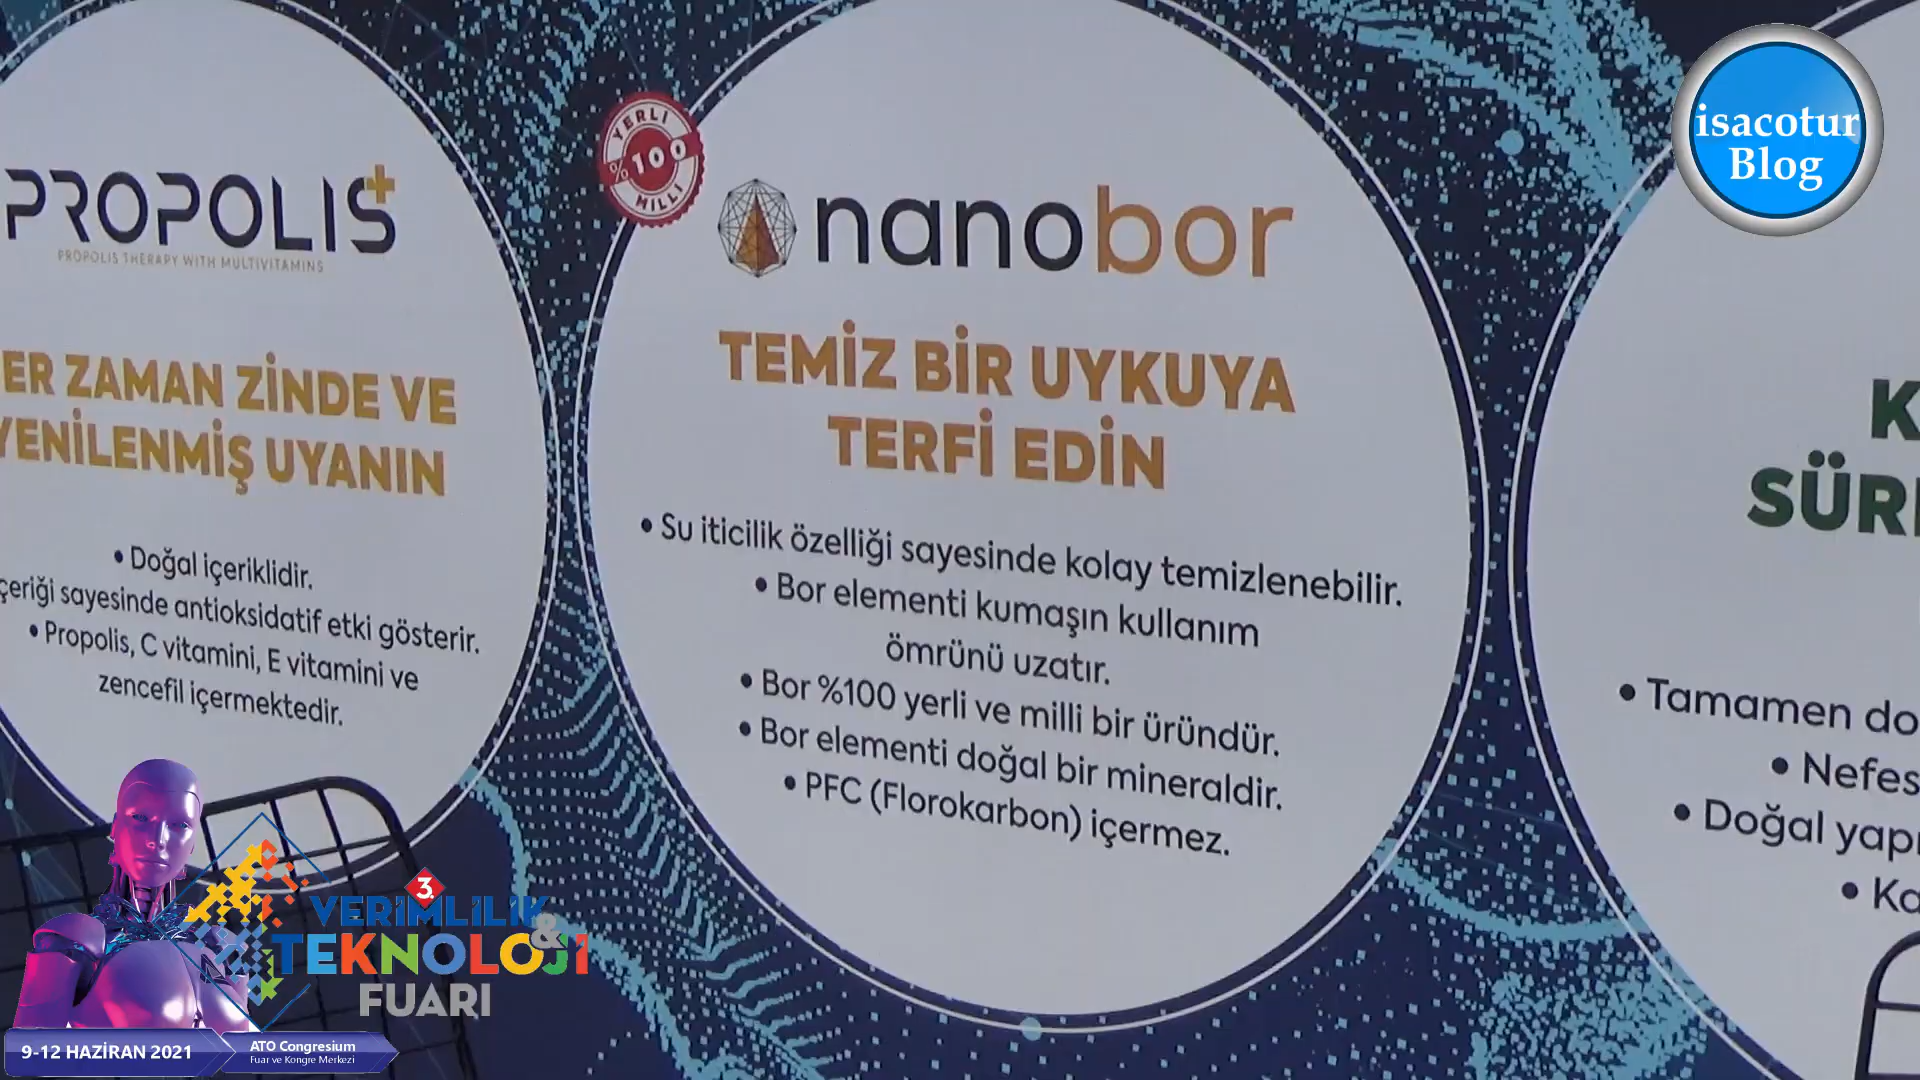 PROPOLIS+
PROPOLIS THERAPY WITH MULTIVITAMINS
ER ZAMAN ZİNDE VE
YENİLENMİŞ UYANIN
• Doğal içeriklidir.
çeriği sayesinde antioksidatif etki gösterir.
• Propolis, C vitamini, E vitamini ve
zencefil içermektedir.
YERLİ
%100
MİLLİ
nanobor
TEMİZ BİR UYKUYA
TERFİ EDİN
• Su iticilik özelliği sayesinde kolay temizlenebilir.
• Bor elementi kumaşın kullanım
ömrünü uzatır.
• Bor %100 yerli ve milli bir üründür.
• Bor elementi doğal bir mineraldir.
• PFC (Florokarbon) içermez.
isacotur
Blog
K
SÜR
• Tamamen do
• Nefes
• Doğal yapı
• Ka
3.
VERİMLİLİK
& TEKNOLOJİ
FUARI
9-12 HAZİRAN 2021
ATO Congresium
Fuar ve Kongre Merkezi